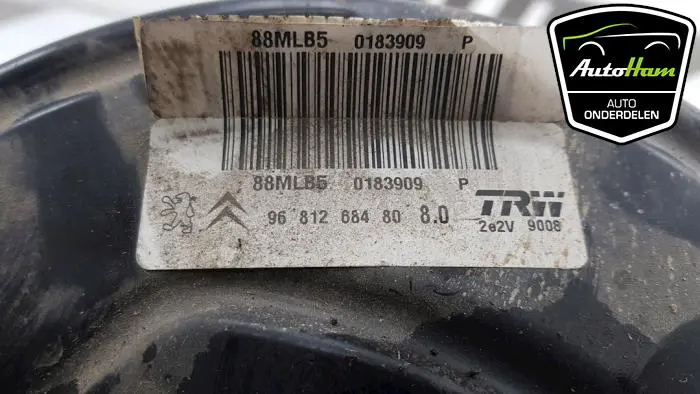 88MLB5 0183909 P
88MLB5 0183909 P
96 812 684 80 8.0
TRW
2e2V 9008
AutoHam
AUTO
ONDERDELEN